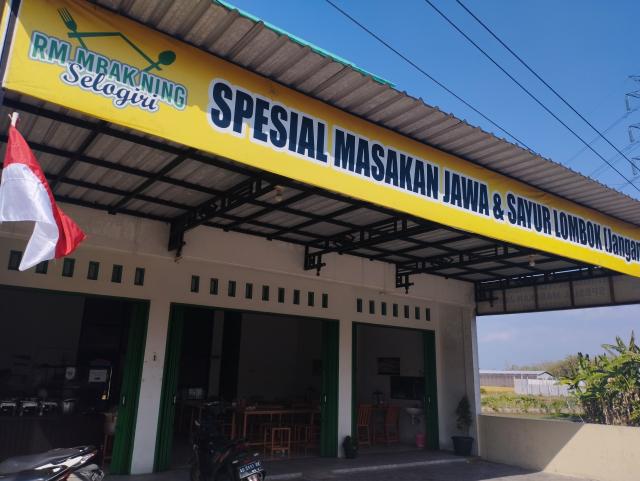 RM MBAK NING
Selogiri
SPESIAL MASAKAN JAWA & SAYUR LOMBOK (Jangan